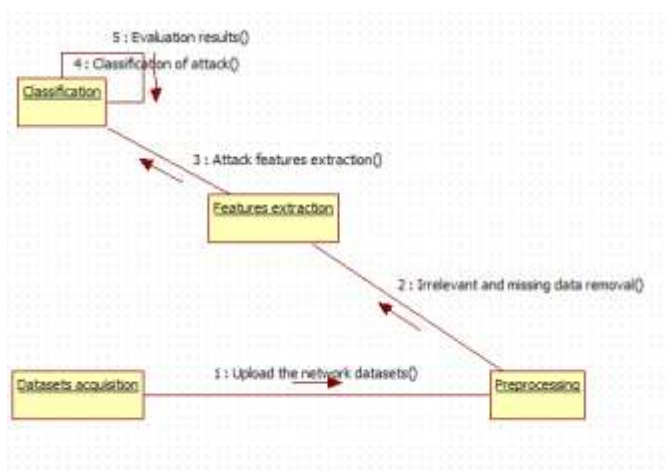 5 : Evaluation results()
4 : Classification of attack()
Classification
3 : Attack features extraction()
Features extraction
2 : Irrelevant and missing data removal()
1 : Upload the network datasets()
Datasets acquisition
Preprocessing